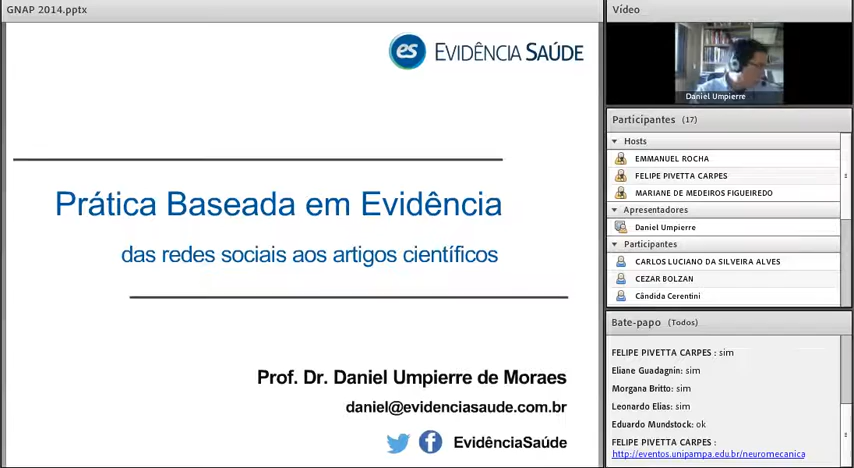 GNAP 2014.pptx
es EVIDÊNCIA SAÚDE
Prática Baseada em Evidência
das redes sociais aos artigos científicos
Prof. Dr. Daniel Umpierre de Moraes
daniel@evidenciasaude.com.br
EvidênciaSaúde
Vídeo
Daniel Umpierre
Participantes (17)
Hosts
EMMANUEL ROCHA
FELIPE PIVETTA CARPES
MARIANE DE MEDEIROS FIGUEIREDO
Apresentadores
Daniel Umpierre
Participantes
CARLOS LUCIANO DA SILVEIRA ALVES
CEZAR BOLZAN
Cândida Cerentini
Bate-papo (Todos)
FELIPE PIVETTA CARPES : sim
Eliane Guadagnin: sim
Morgana Britto: sim
Leonardo Elias: sim
Eduardo Mundstock: ok
FELIPE PIVETTA CARPES :
http://eventos.unipampa.edu.br/neuromecanica